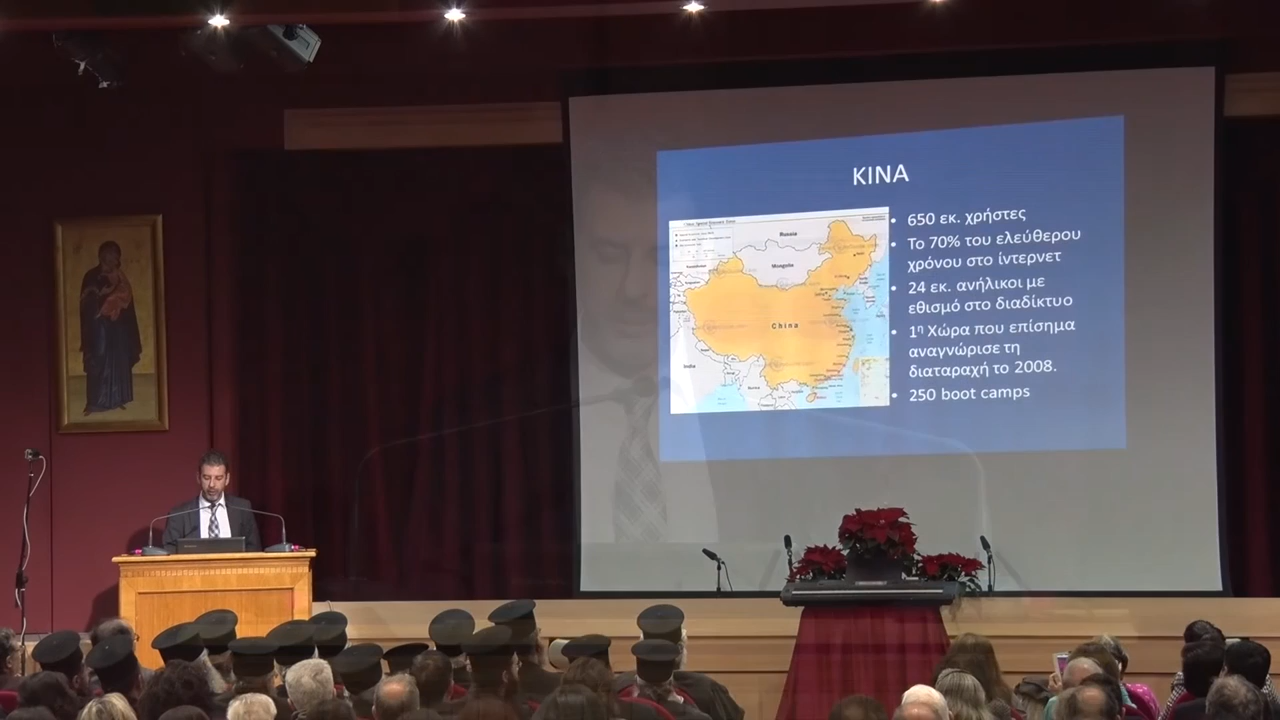 ΚΙΝΑ
• 650 εκ. χρήστες
• Το 70% του ελεύθερου
χρόνου στο ίντερνετ
• 24 εκ. ανήλικοι με
εθισμό στο διαδίκτυο
• 1η Χώρα που επίσημα
αναγνώρισε τη
διαταραχή το 2008.
• 250 boot camps
Russia
Mongolia
China
India